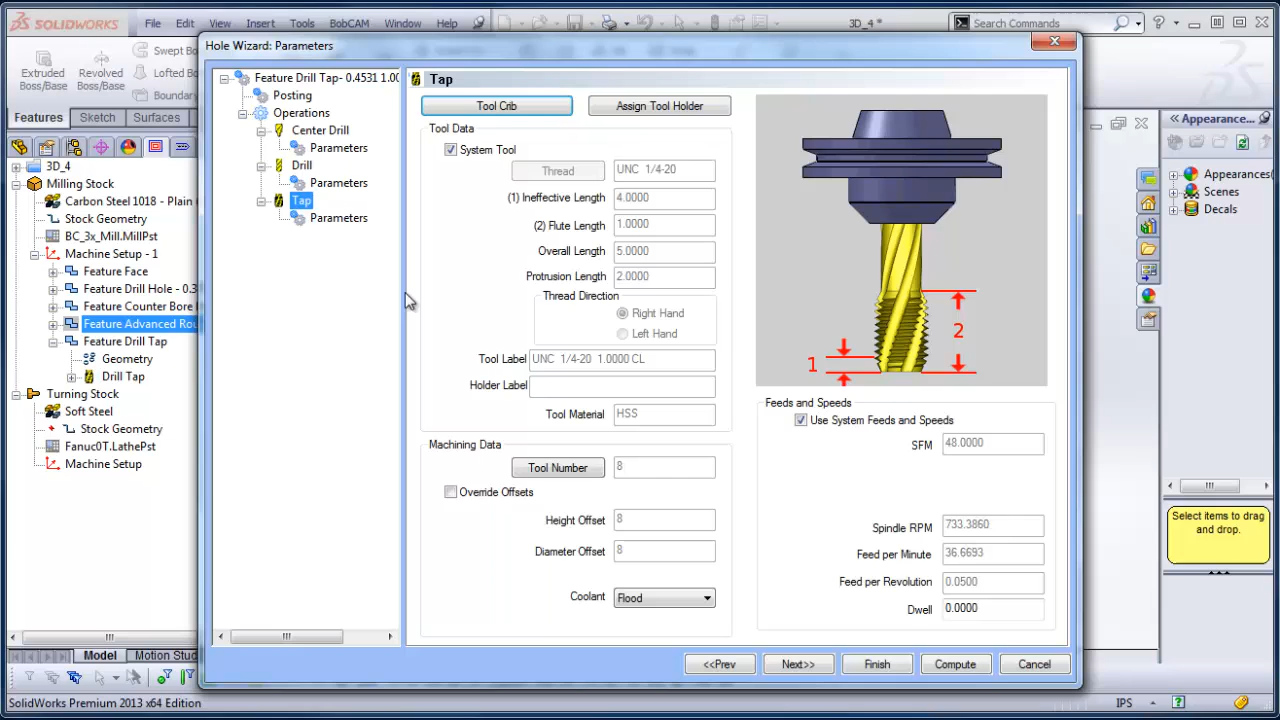 SOLIDWORKS
File Edit View Insert Tools BobCAM Window Help
3D_4 *
Search Commands
Hole Wizard: Parameters
Extruded Boss/Base
Revolved Boss/Base
Swept Bo
Lofted Bo
Boundar
Features Sketch Surfaces
3D_4
Milling Stock
Carbon Steel 1018 - Plain (
Stock Geometry
BC_3x_Mill.MillPst
Machine Setup - 1
Feature Face
Feature Drill Hole - 0.3
Feature Counter Bore
Feature Advanced Rou
Feature Drill Tap
Geometry
Drill Tap
Turning Stock
Soft Steel
Stock Geometry
Fanuc0T.LathePst
Machine Setup
Feature Drill Tap- 0.4531 1.00
Posting
Operations
Center Drill
Parameters
Drill
Parameters
Tap
Parameters
Tap
Tool Crib
Assign Tool Holder
Tool Data
System Tool
Thread UNC 1/4-20
(1) Ineffective Length 4.0000
(2) Flute Length 1.0000
Overall Length 5.0000
Protrusion Length 2.0000
Thread Direction
Right Hand
Left Hand
Tool Label UNC 1/4-20 1.0000 CL
Holder Label
Tool Material HSS
Machining Data
Tool Number 8
Override Offsets
Height Offset 8
Diameter Offset 8
Coolant Flood
1
2
Feeds and Speeds
Use System Feeds and Speeds
SFM 48.0000
Spindle RPM 733.3860
Feed per Minute 36.6693
Feed per Revolution 0.0500
Dwell 0.0000
<<Prev Next>> Finish Compute Cancel
Appearance...
Appearances(
Scenes
Decals
Select items to drag
and drop.
Model Motion Stu
SolidWorks Premium 2013 x64 Edition
IPS